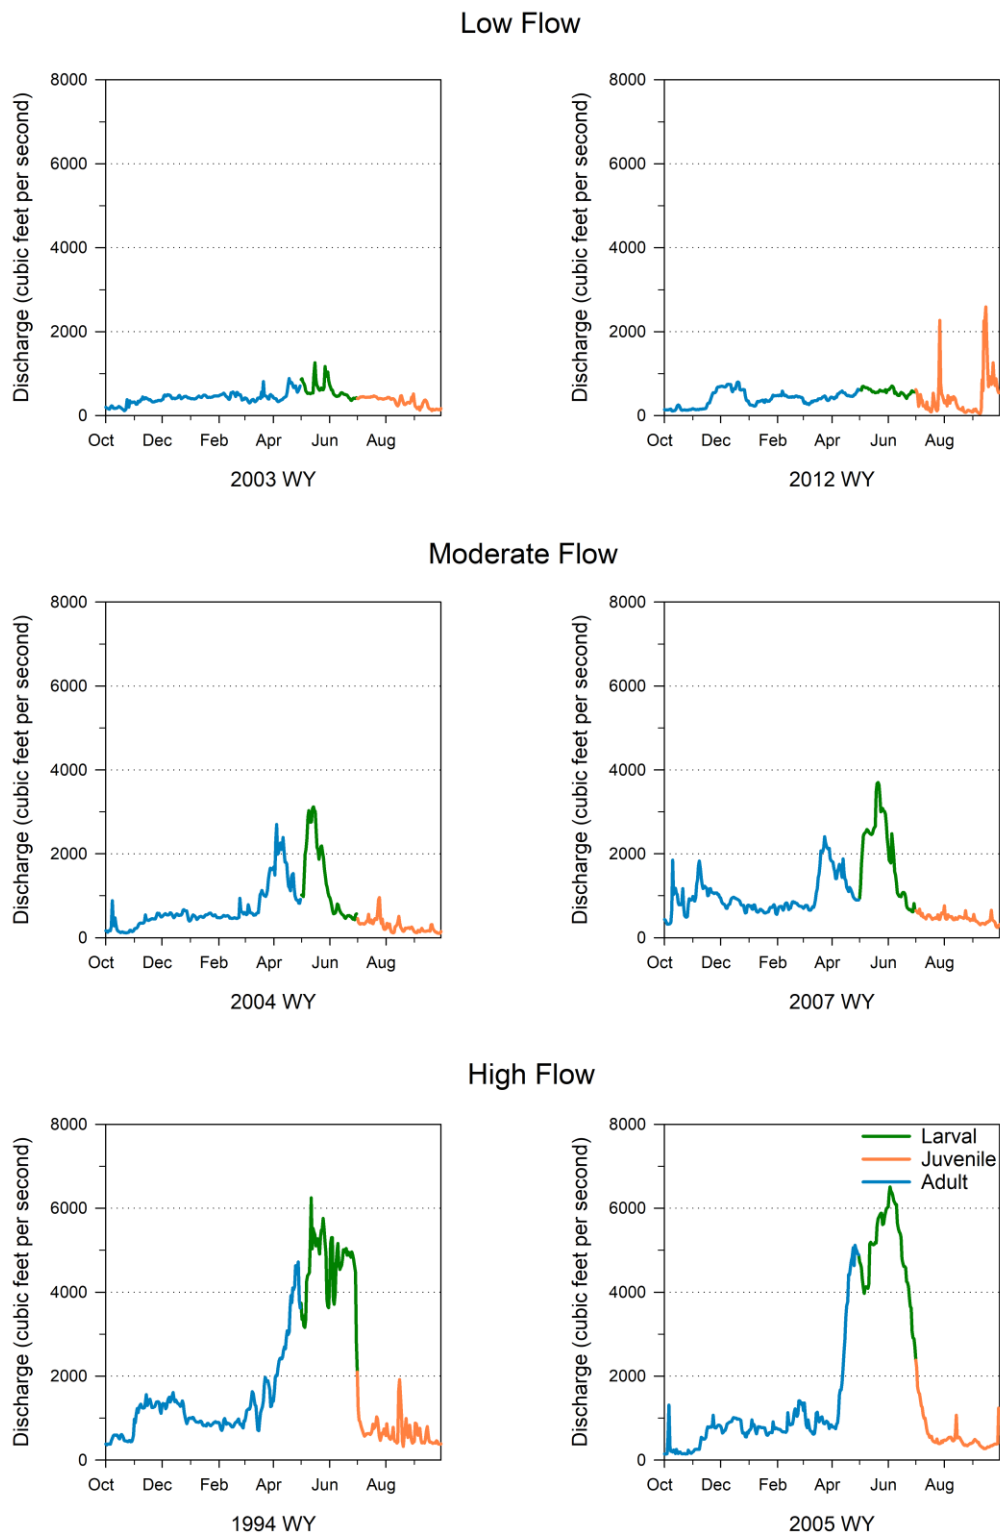 Low Flow
Discharge (cubic feet per second)
8000
6000
4000
2000
0
Oct Dec Feb Apr Jun Aug
2003 WY
Discharge (cubic feet per second)
8000
6000
4000
2000
0
Oct Dec Feb Apr Jun Aug
2012 WY
Moderate Flow
Discharge (cubic feet per second)
8000
6000
4000
2000
0
Oct Dec Feb Apr Jun Aug
2004 WY
Discharge (cubic feet per second)
8000
6000
4000
2000
0
Oct Dec Feb Apr Jun Aug
2007 WY
High Flow
Discharge (cubic feet per second)
8000
6000
4000
2000
0
Oct Dec Feb Apr Jun Aug
1994 WY
Discharge (cubic feet per second)
8000
6000
4000
2000
0
Larval
Juvenile
Adult
Oct Dec Feb Apr Jun Aug
2005 WY